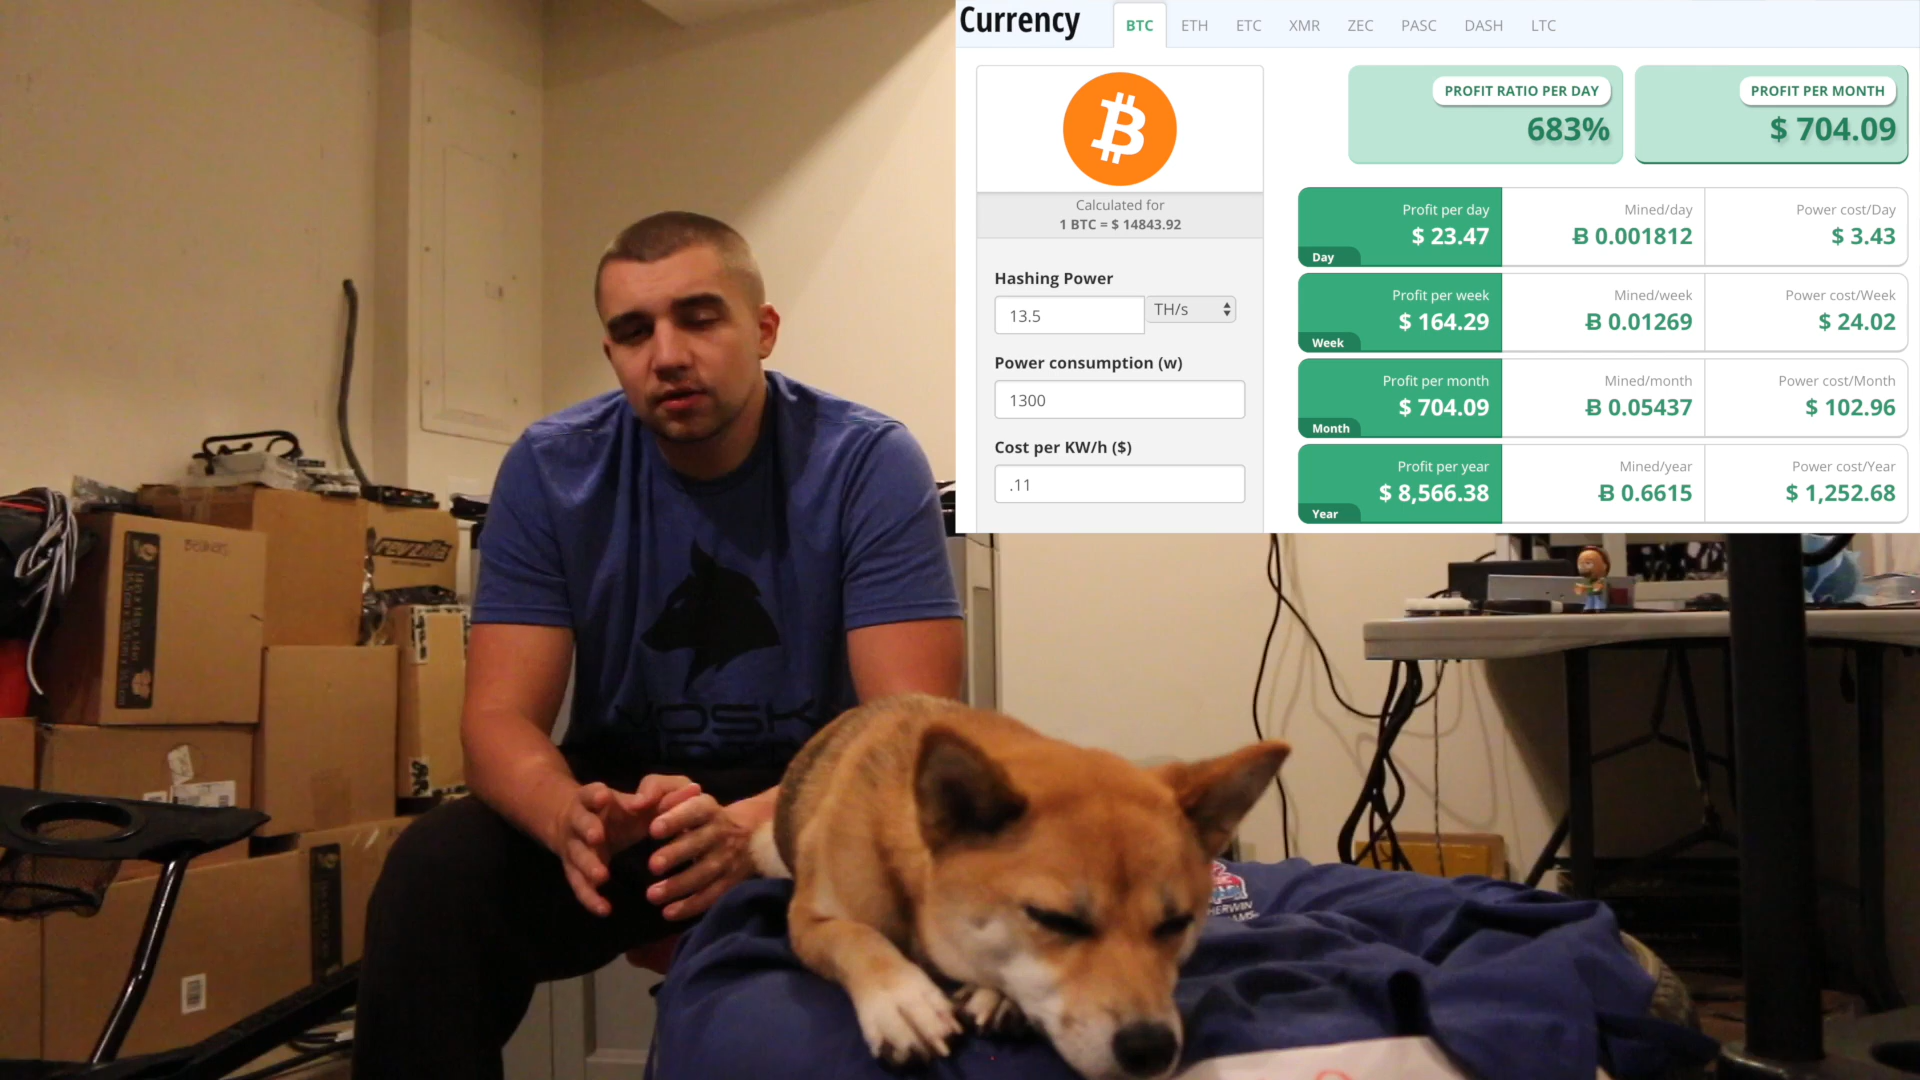 Currency
BTC ETH ETC XMR ZEC PASC DASH LTC
Calculated for
1 BTC = $ 14843.92
Hashing Power
13.5 TH/s
Power consumption (w)
1300
Cost per KW/h ($)
.11
PROFIT RATIO PER DAY
683%
PROFIT PER MONTH
$ 704.09
Profit per day Mined/day Power cost/Day
$ 23.47 Ƀ 0.001812 $ 3.43
Day
Profit per week Mined/week Power cost/Week
$ 164.29 Ƀ 0.01269 $ 24.02
Week
Profit per month Mined/month Power cost/Month
$ 704.09 Ƀ 0.05437 $ 102.96
Month
Profit per year Mined/year Power cost/Year
$ 8,566.38 Ƀ 0.6615 $ 1,252.68
Year
revzilla
VOSK
HERWIN
AMS